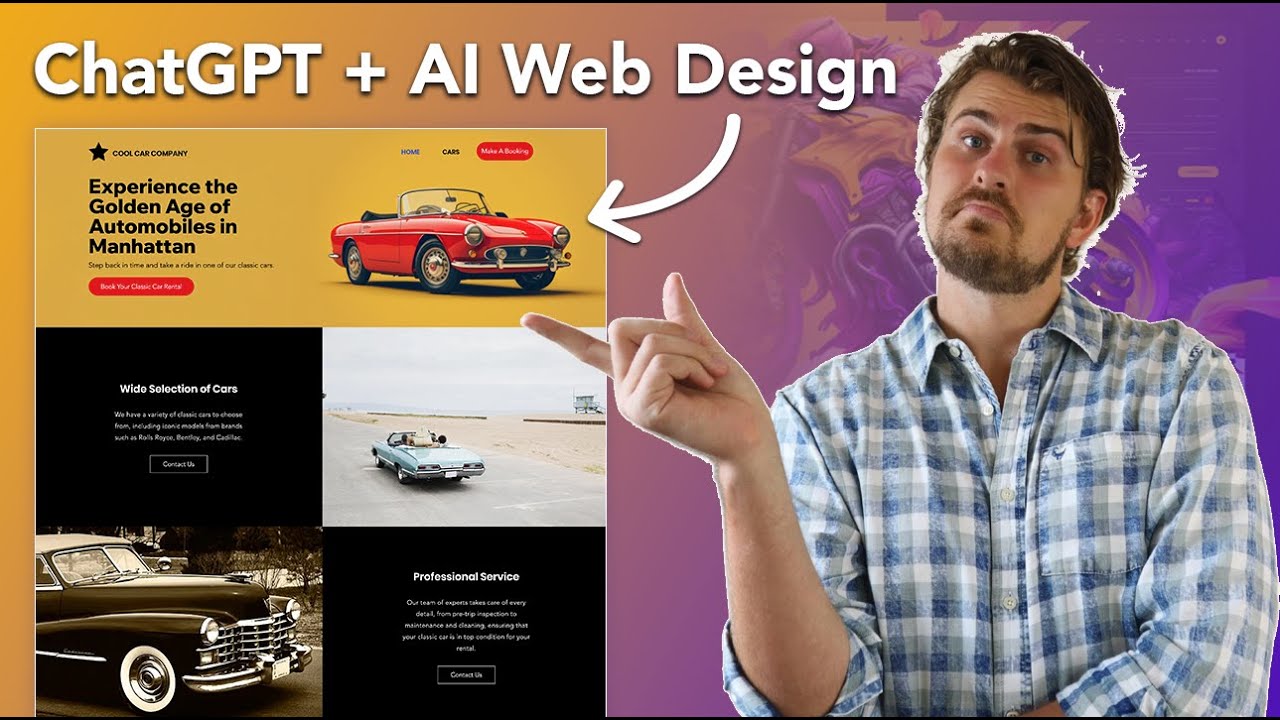 ChatGPT + AI Web Design
COOL CAR COMPANY
HOME
CARS
Make A Booking
Experience the
Golden Age of
Automobiles in
Manhattan
Step back in time and take a ride in one of our classic cars.
Book Your Classic Car Rental
Wide Selection of Cars
We have a variety of classic cars to choose
from, including iconic models from brands
such as Rolls Royce, Bentley, and Cadillac.
Contact Us
Professional Service
Our team of experts takes care of every
detail, from pre-trip inspection to
maintenance and cleaning, ensuring that
your classic car is in top condition for your
rental.
Contact Us